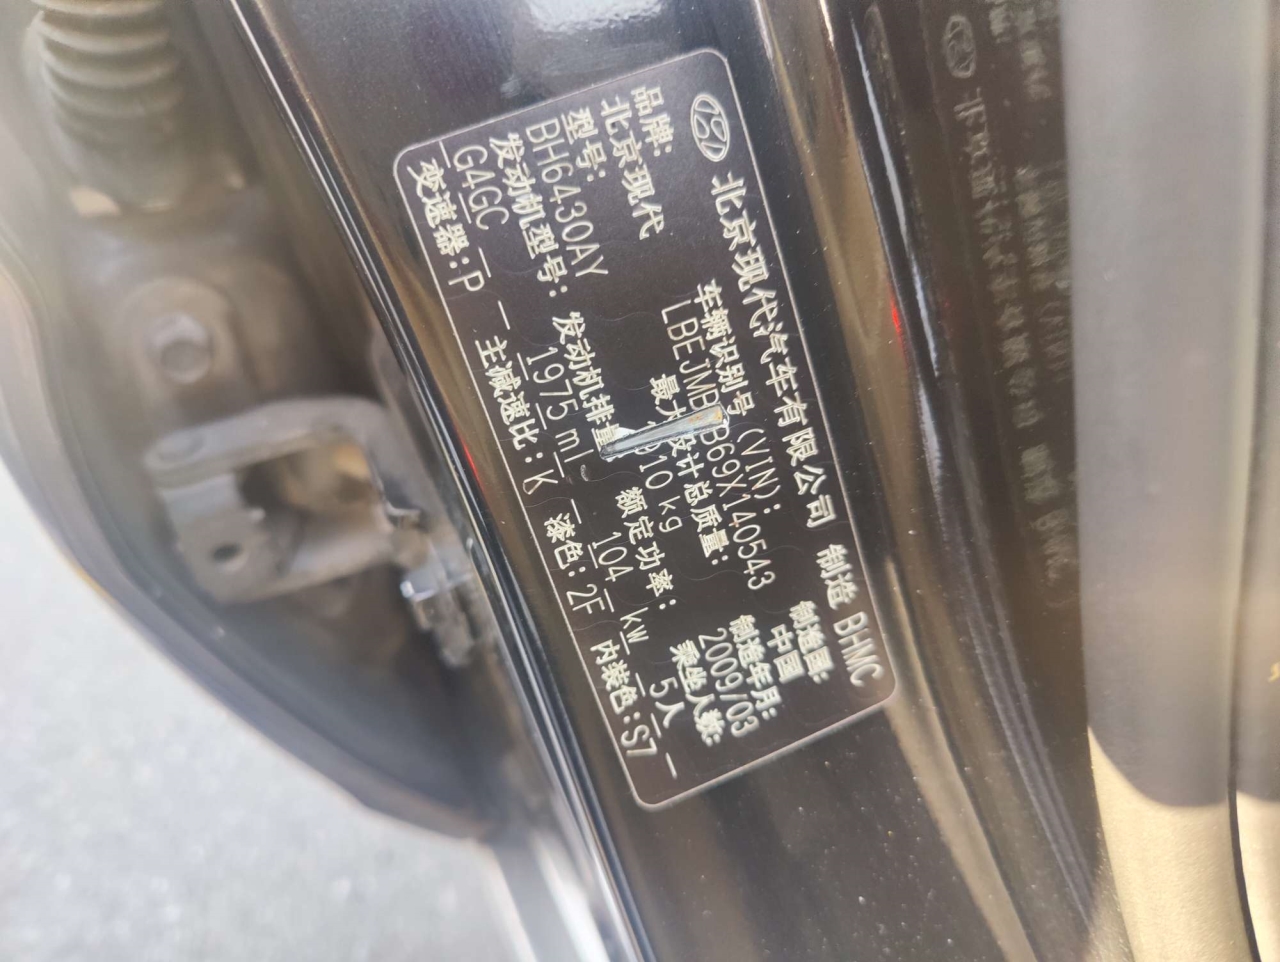 北京现代汽车有限公司 制造 BHMC
品牌: 北京现代
车辆识别号(VIN):
制造国: 中国
型号: BH6430AY
最大设计总质量:
制造年月: 2009/03
发动机型号: G4GC
发动机排量 1975 ml
额定功率: 104 kw
乘坐人数: 5人
变速器: P
主减速比: K
漆色: 2F
内装色: S7